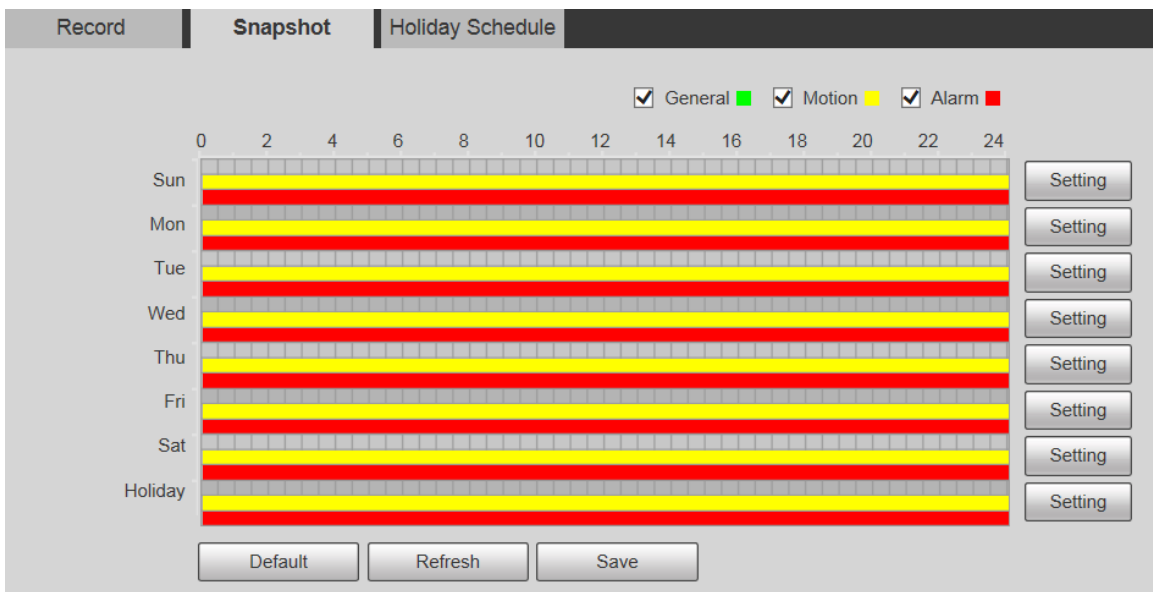 Record Snapshot Holiday Schedule
General Motion Alarm
0 2 4 6 8 10 12 14 16 18 20 22 24
Sun Setting
Mon Setting
Tue Setting
Wed Setting
Thu Setting
Fri Setting
Sat Setting
Holiday Setting
Default Refresh Save